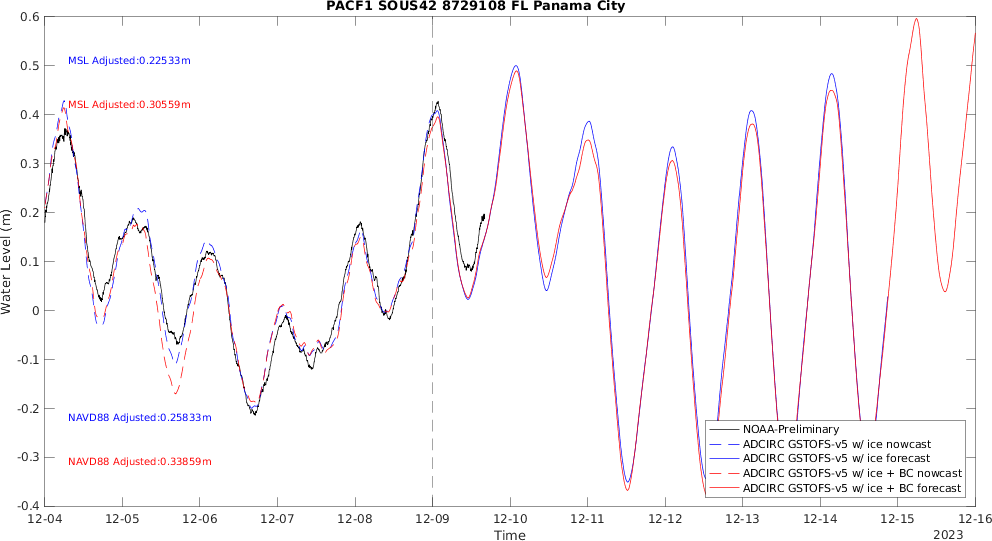 PACF1 SOUS42 8729108 FL Panama City
0.6
0.5
0.4
0.3
0.2
0.1
0
-0.1
-0.2
-0.3
-0.4
Water Level (m)
MSL Adjusted:0.22533m
MSL Adjusted:0.30559m
NAVD88 Adjusted:0.25833m
NAVD88 Adjusted:0.33859m
NOAA-Preliminary
ADCIRC GSTOFS-v5 w/ ice nowcast
ADCIRC GSTOFS-v5 w/ ice forecast
ADCIRC GSTOFS-v5 w/ ice + BC nowcast
ADCIRC GSTOFS-v5 w/ ice + BC forecast
12-04 12-05 12-06 12-07 12-08 12-09 12-10 12-11 12-12 12-13 12-14 12-15 12-16
Time
2023